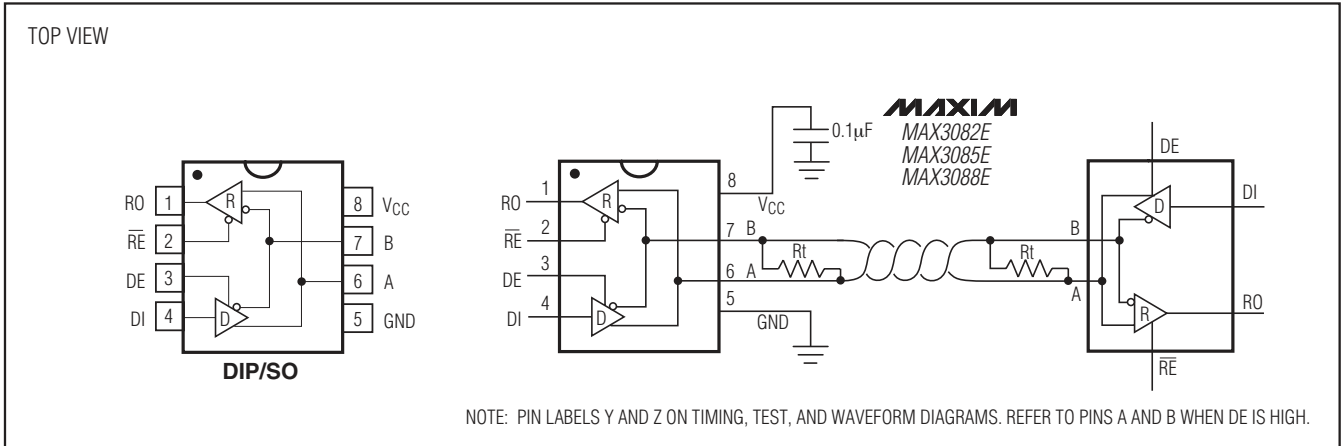 TOP VIEW
RO 1
RE 2
DE 3
DI 4
8 VCC
7 B
6 A
5 GND
R
D
DIP/SO
RO 1
RE 2
DE 3
DI 4
R
D
8 VCC
7 B
6 A
5 GND
0.1µF
MAXIM
MAX3082E
MAX3085E
MAX3088E
Rt
Rt
B
A
DE
D
DI
R
RO
RE
NOTE: PIN LABELS Y AND Z ON TIMING, TEST, AND WAVEFORM DIAGRAMS. REFER TO PINS A AND B WHEN DE IS HIGH.